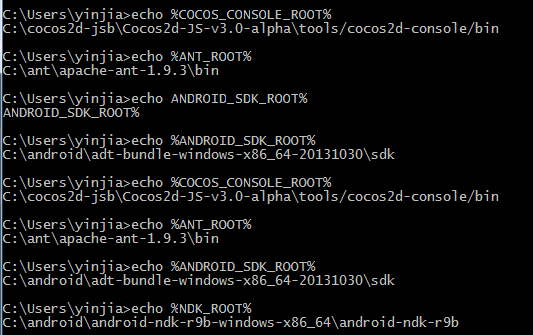 C:\Users\yinjia>echo %COCOS_CONSOLE_ROOT%
C:\cocos2d-jsb\Cocos2d-JS-v3.0-alpha\tools/cocos2d-console/bin
C:\Users\yinjia>echo %ANT_ROOT%
C:\ant\apache-ant-1.9.3\bin
C:\Users\yinjia>echo ANDROID_SDK_ROOT%
ANDROID_SDK_ROOT%
C:\Users\yinjia>echo %ANDROID_SDK_ROOT%
C:\android\adt-bundle-windows-x86_64-20131030\sdk
C:\Users\yinjia>echo %COCOS_CONSOLE_ROOT%
C:\cocos2d-jsb\Cocos2d-JS-v3.0-alpha\tools/cocos2d-console/bin
C:\Users\yinjia>echo %ANT_ROOT%
C:\ant\apache-ant-1.9.3\bin
C:\Users\yinjia>echo %ANDROID_SDK_ROOT%
C:\android\adt-bundle-windows-x86_64-20131030\sdk
C:\Users\yinjia>echo %NDK_ROOT%
C:\android\android-ndk-r9b-windows-x86_64\android-ndk-r9b